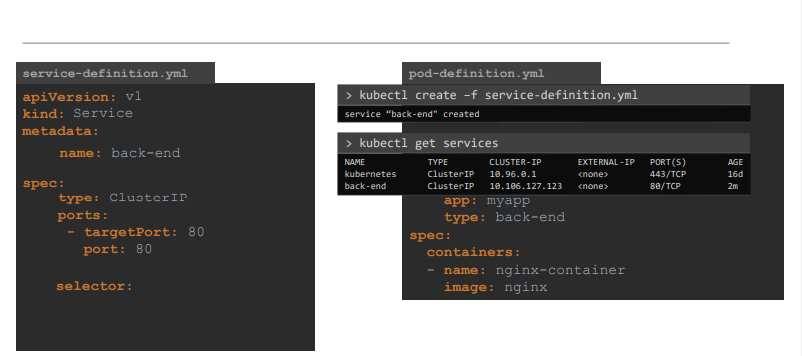 service-definition.yml
apiVersion: v1
kind: Service
metadata:
name: back-end
spec:
type: ClusterIP
ports:
- targetPort: 80
port: 80
selector:
pod-definition.yml
> kubectl create –f service-definition.yml
service “back-end" created
> kubectl get services
NAME TYPE CLUSTER-IP EXTERNAL-IP PORT(S) AGE
kubernetes ClusterIP 10.96.0.1 <none> 443/TCP 16d
back-end ClusterIP 10.106.127.123 <none> 80/TCP 2m
app: myapp
type: back-end
spec:
containers:
- name: nginx-container
image: nginx